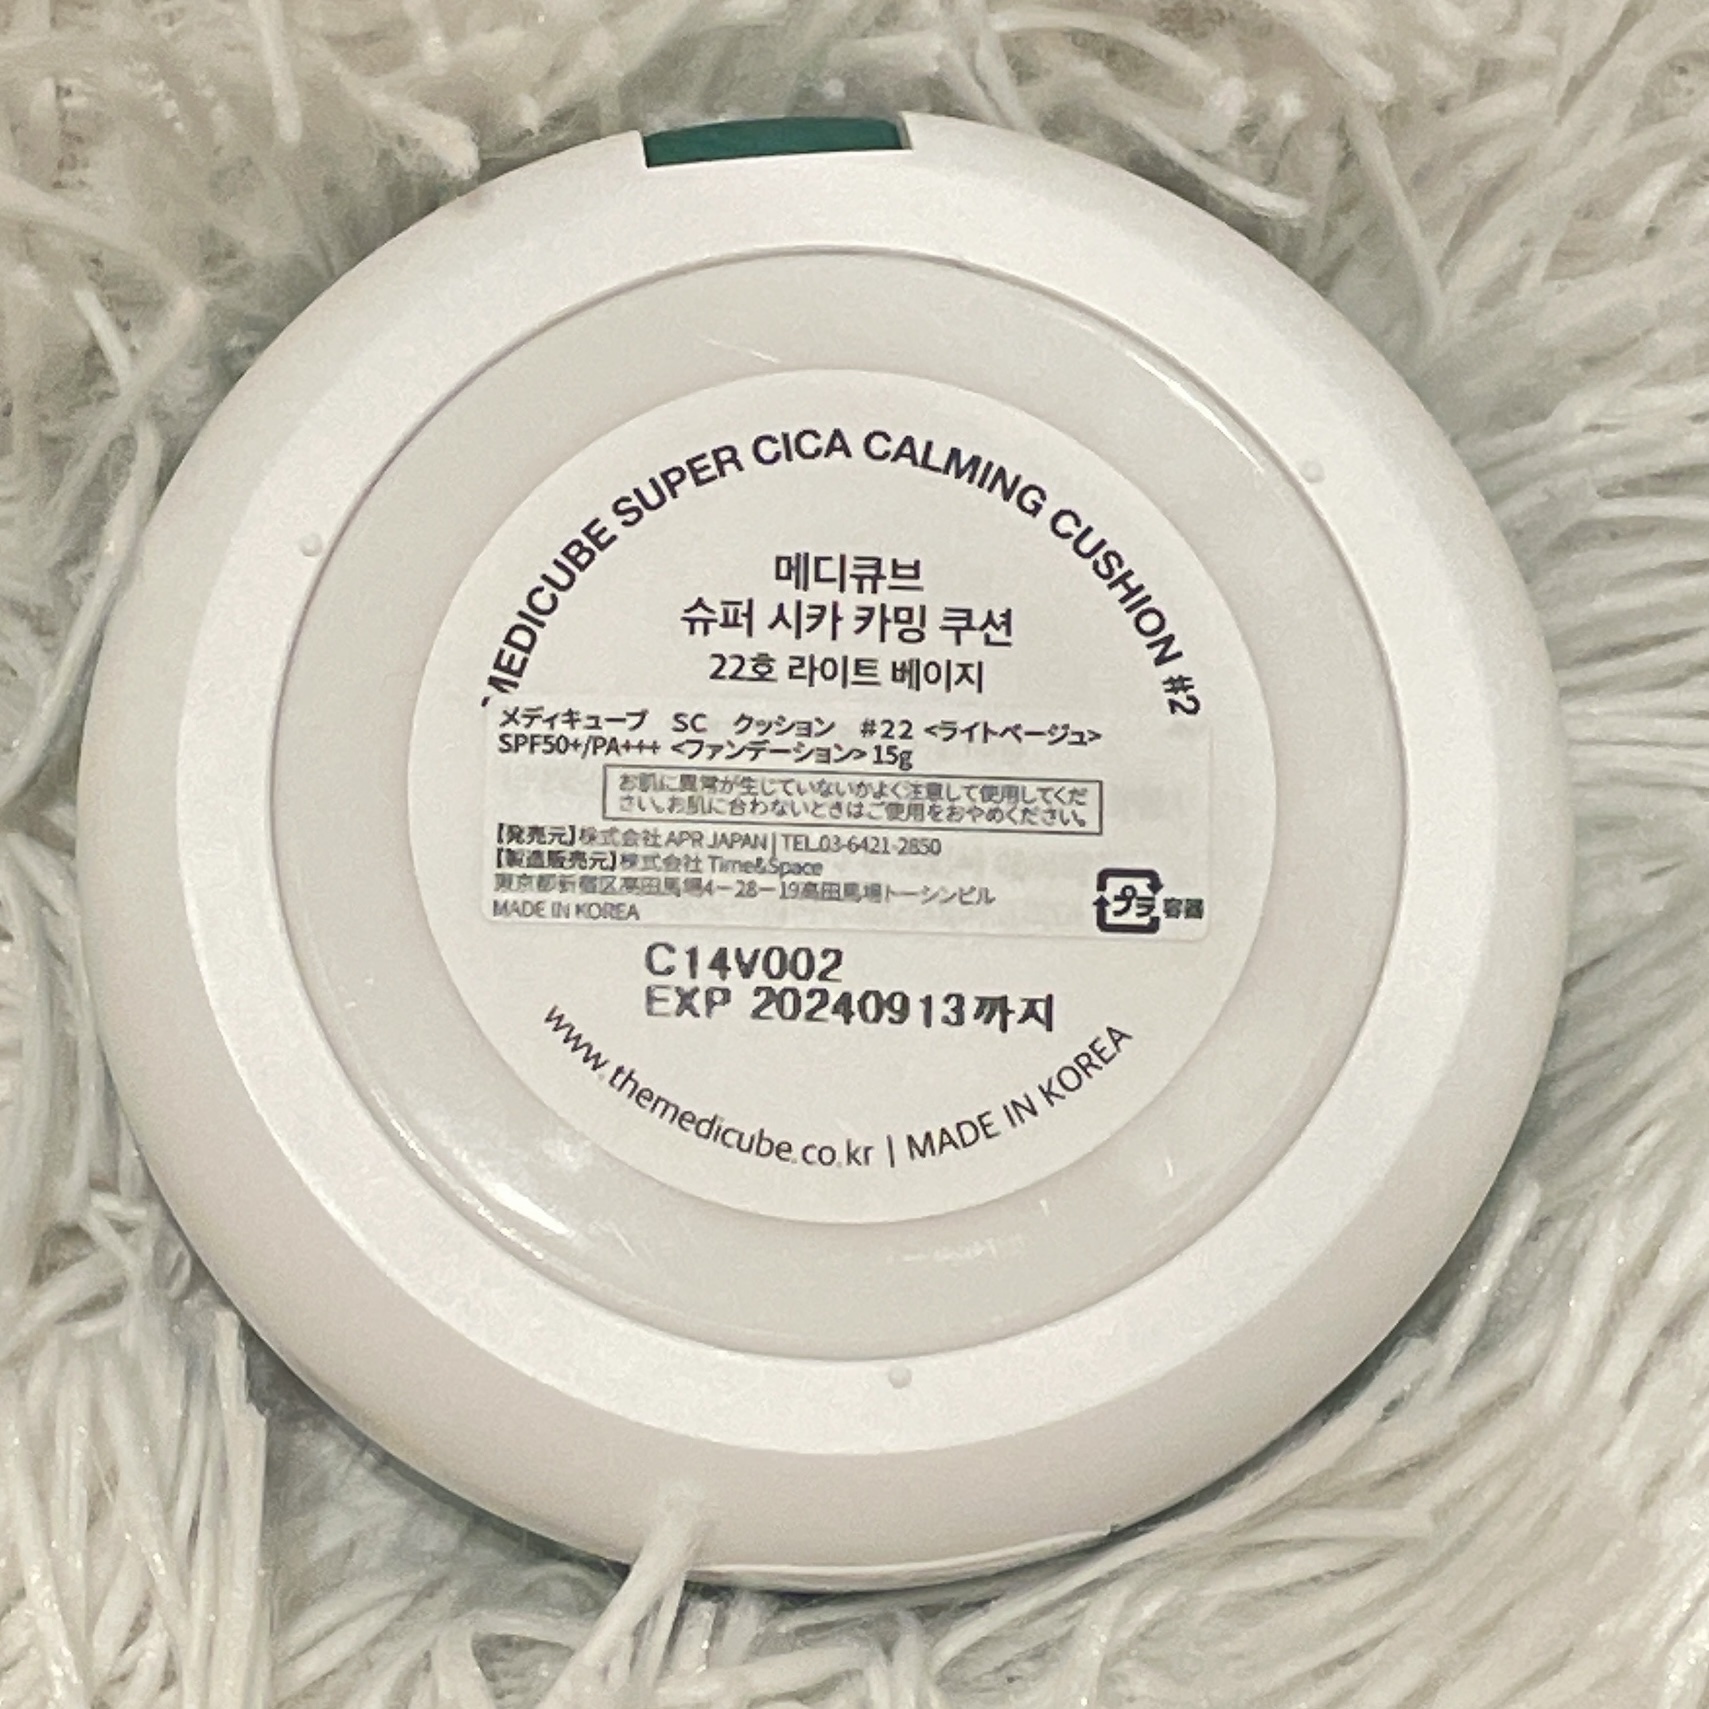 MEDICUBE SUPER CICA CALMING CUSHION #2
메디큐브
슈퍼 시카 카밍 쿠션
22호 라이트 베이지
メディキューブ SC クッション #22 <ライトベージュ>
SPF50+/PA+++ <ファンデーション> 15g
お肌に異常が生じていないかよく注意して使用してくだ
さい。お肌に合わないときはご使用をおやめください。
【発売元】株式会社 APR JAPAN | TEL.03-6421-2850
【製造販売元】株式会社 Time&Space
東京都新宿区高田馬場4-28-19高田馬場トーシンビル
MADE IN KOREA
プラ 容器
C14V002
EXP 20240913까지
www.themedicube.co.kr | MADE IN KOREA